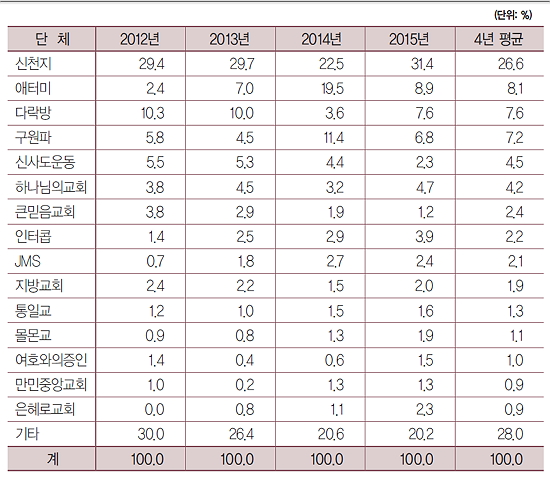 (단위: %)
단 체 2012년 2013년 2014년 2015년 4년 평균
신천지 29.4 29.7 22.5 31.4 26.6
애터미 2.4 7.0 19.5 8.9 8.1
다락방 10.3 10.0 3.6 7.6 7.6
구원파 5.8 4.5 11.4 6.8 7.2
신사도운동 5.5 5.3 4.4 2.3 4.5
하나님의교회 3.8 4.5 3.2 4.7 4.2
큰믿음교회 3.8 2.9 1.9 1.2 2.4
인터콥 1.4 2.5 2.9 3.9 2.2
JMS 0.7 1.8 2.7 2.4 2.1
지방교회 2.4 2.2 1.5 2.0 1.9
통일교 1.2 1.0 1.5 1.6 1.3
몰몬교 0.9 0.8 1.3 1.9 1.1
여호와의증인 1.4 0.4 0.6 1.5 1.0
만민중앙교회 1.0 0.2 1.3 1.3 0.9
은혜로교회 0.0 0.8 1.1 2.3 0.9
기타 30.0 26.4 20.6 20.2 28.0
계 100.0 100.0 100.0 100.0 100.0